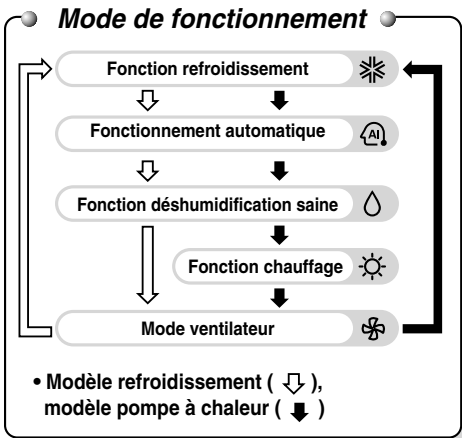 Mode de fonctionnement
Fonction refroidissement
Fonctionnement automatique
AI
Fonction déshumidification saine
Fonction chauffage
Mode ventilateur
• Modèle refroidissement ( ⇩ ),
modèle pompe à chaleur ( ⬇ )